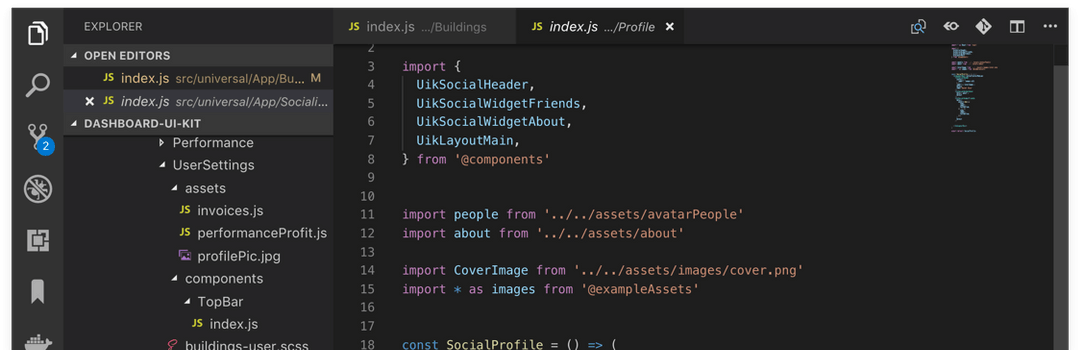 EXPLORER
OPEN EDITORS
JS index.js src/universal/App/Bu... M
JS index.js src/universal/App/Sociali...
DASHBOARD-UI-KIT
Performance
UserSettings
assets
JS invoices.js
JS performanceProfit.js
profilePic.jpg
components
TopBar
JS index.js
buildings-user.scss
2
JS index.js .../Buildings
JS index.js .../Profile
2
3 import {
4 UikSocialHeader,
5 UikSocialWidgetFriends,
6 UikSocialWidgetAbout,
7 UikLayoutMain,
8 } from '@components'
9
10
11 import people from '../../assets/avatarPeople'
12 import about from '../../assets/about'
13
14 import CoverImage from '../../assets/images/cover.png'
15 import * as images from '@exampleAssets'
16
17
18 const SocialProfile = () => (